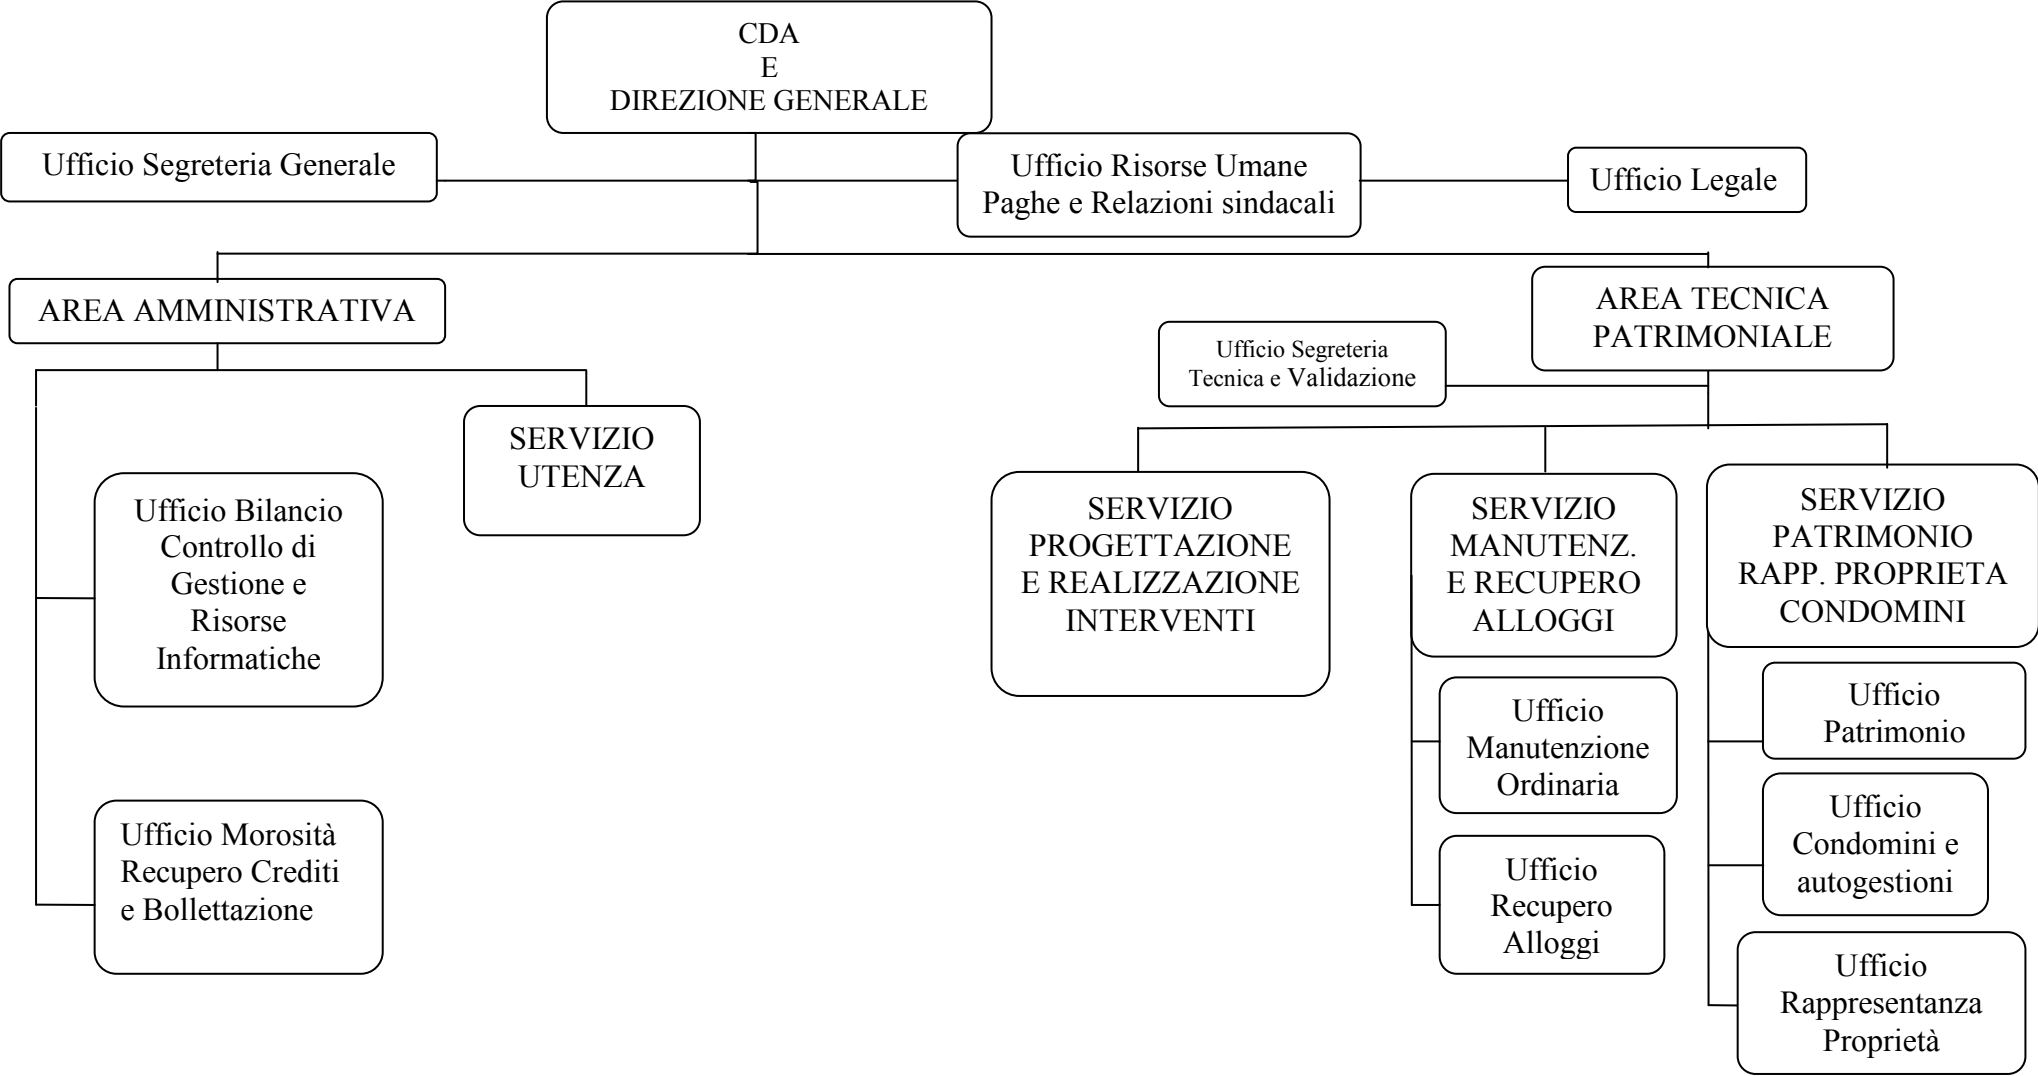 CDA
E
DIREZIONE GENERALE
Ufficio Segreteria Generale
Ufficio Risorse Umane
Paghe e Relazioni sindacali
Ufficio Legale
AREA AMMINISTRATIVA
AREA TECNICA
PATRIMONIALE
Ufficio Segreteria
Tecnica e Validazione
SERVIZIO
UTENZA
Ufficio Bilancio
Controllo di
Gestione e
Risorse
Informatiche
Ufficio Morosità
Recupero Crediti
e Bollettazione
SERVIZIO
PROGETTAZIONE
E REALIZZAZIONE
INTERVENTI
SERVIZIO
MANUTENZ.
E RECUPERO
ALLOGGI
Ufficio
Manutenzione
Ordinaria
Ufficio
Recupero
Alloggi
SERVIZIO
PATRIMONIO
RAPP. PROPRIETA
CONDOMINI
Ufficio
Patrimonio
Ufficio
Condomini e
autogestioni
Ufficio
Rappresentanza
Proprietà